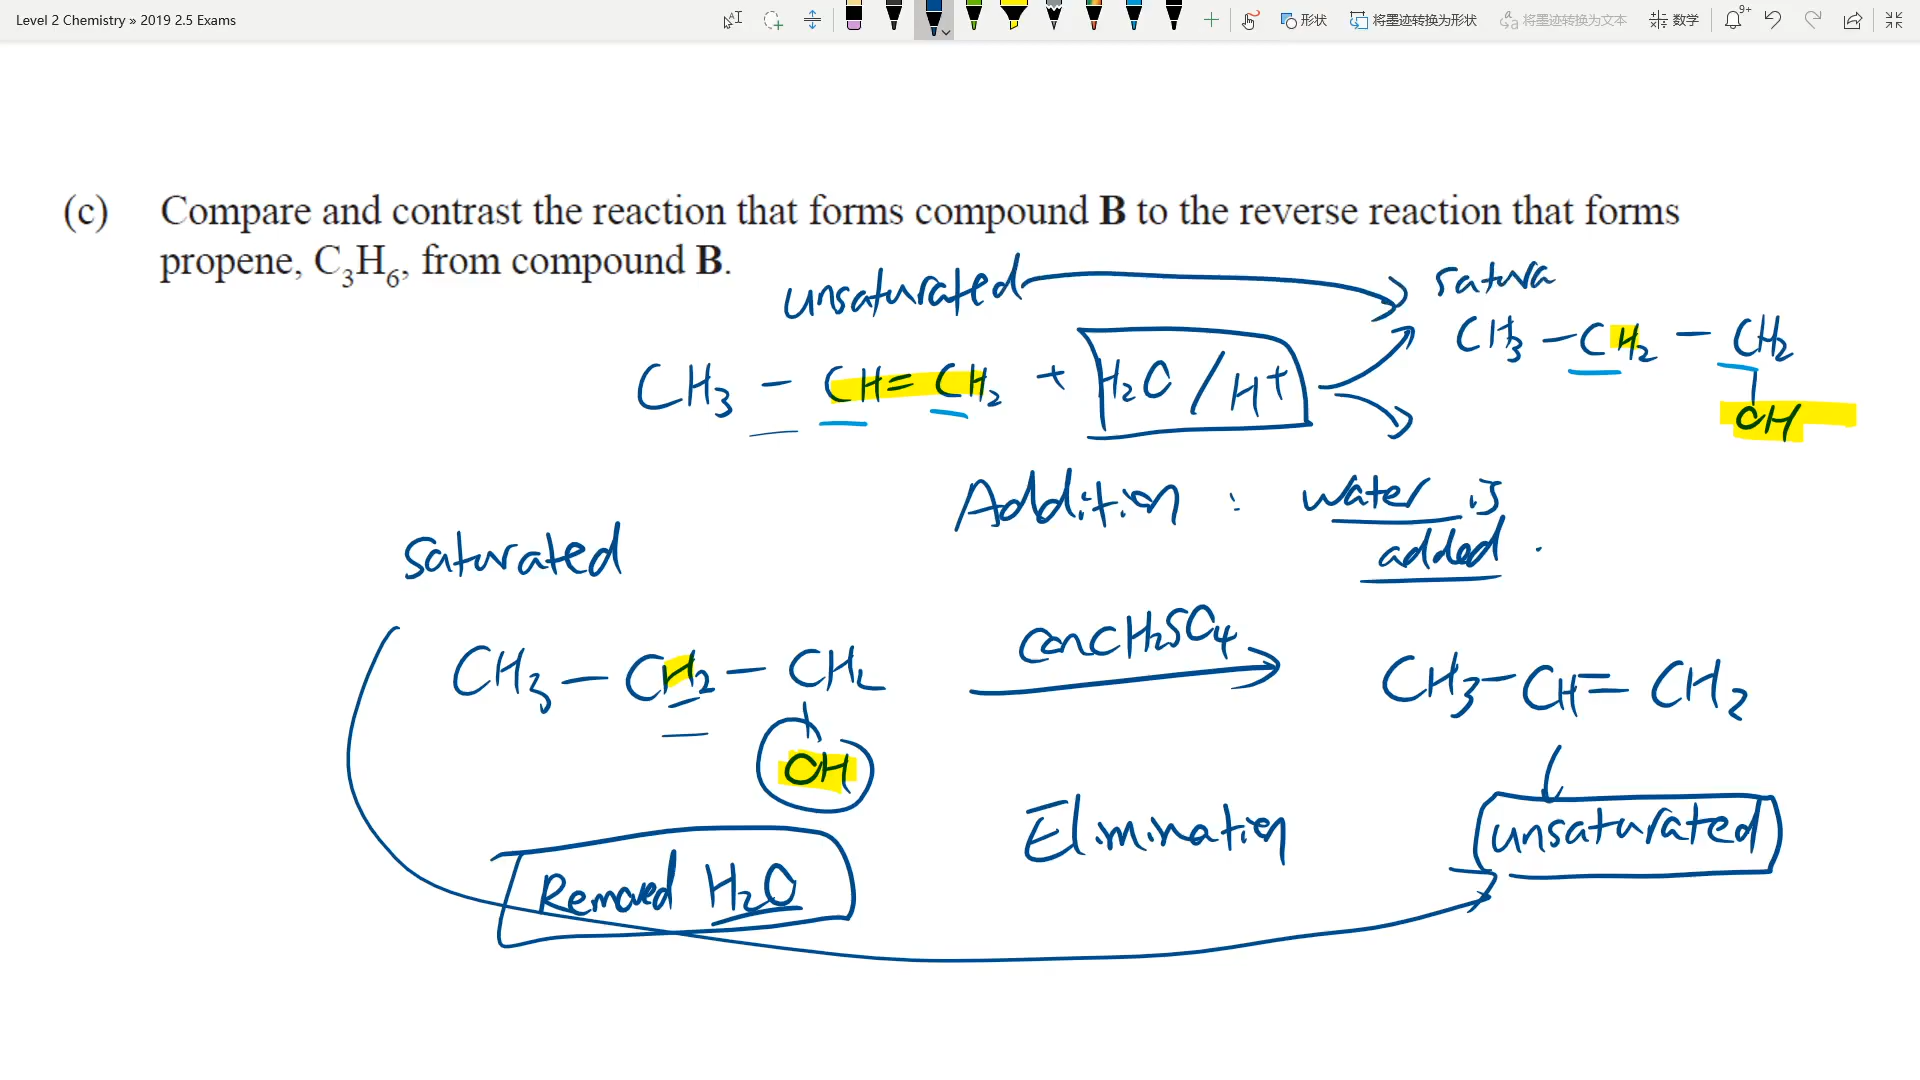 Level 2 Chemistry » 2019 2.5 Exams
形状 将墨迹转换为形状 将墨迹转换为文本 数学 9+
(c) Compare and contrast the reaction that forms compound B to the reverse reaction that forms
propene, C₃H₆, from compound B.
unsaturated satura
CH₃ – CH = CH₂ + H₂O / H+ CH₃ – CH₂ – CH₂
OH
Addition : water is
added .
saturated
CH₃ – CH₂ – CH₂ conc H₂SO₄ CH₃ – CH = CH₂
OH
Elimination unsaturated
Removed H₂O